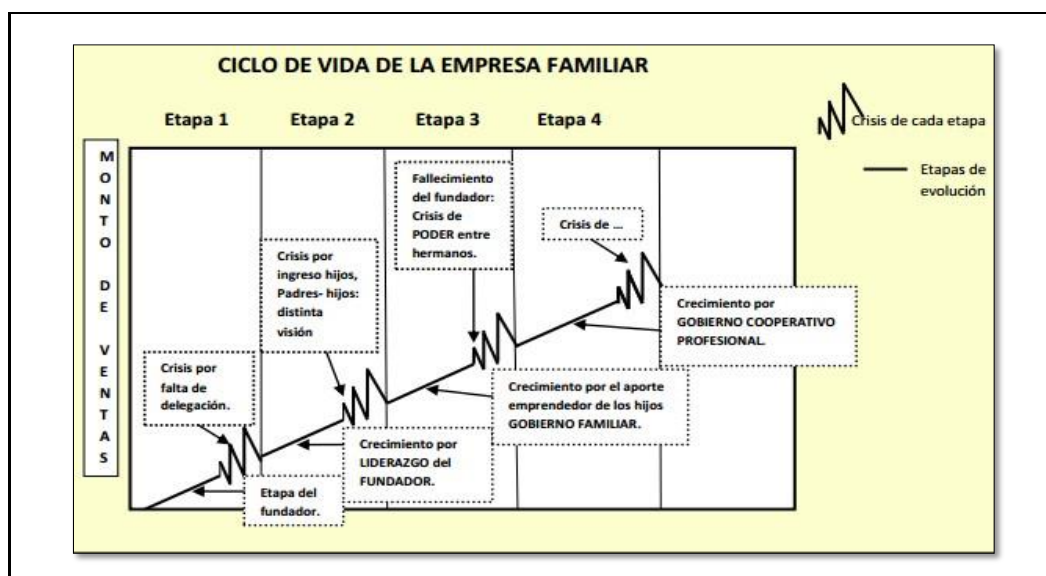 CICLO DE VIDA DE LA EMPRESA FAMILIAR
Etapa 1
Etapa 2
Etapa 3
Etapa 4
Crisis de cada etapa
Etapas de
evolución
MONTO DE VENTAS
Fallecimiento
del fundador:
Crisis de
PODER entre
hermanos.
Crisis de ...
Crisis por
ingreso hijos,
Padres- hijos:
distinta
visión
Crecimiento por
GOBIERNO COOPERATIVO
PROFESIONAL.
Crisis por
falta de
delegación.
Crecimiento por el aporte
emprendedor de los hijos
GOBIERNO FAMILIAR.
Crecimiento por
LIDERAZGO del
FUNDADOR.
Etapa del
fundador.